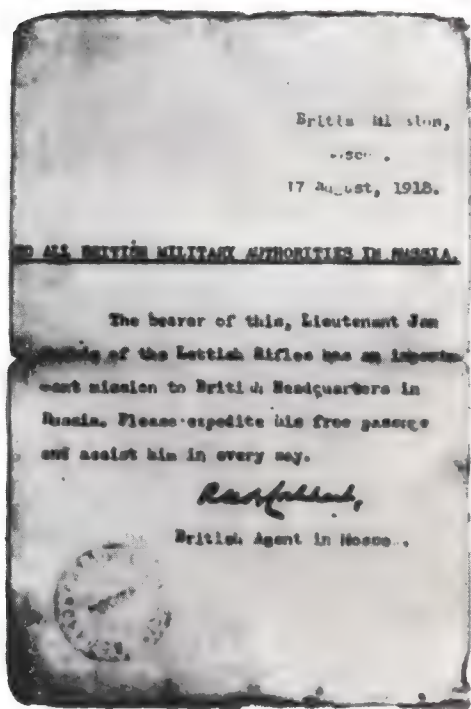 British Mission,
Moscow.
17 August, 1918.
TO ALL BRITISH MILITARY AUTHORITIES IN RUSSIA.
The bearer of this, Lieutenant Jan
of the Lettish Rifles has an import-
ant mission to British Headquarters in
Russia. Please expedite his free passage
and assist him in every way.
British Agent in Moscow.